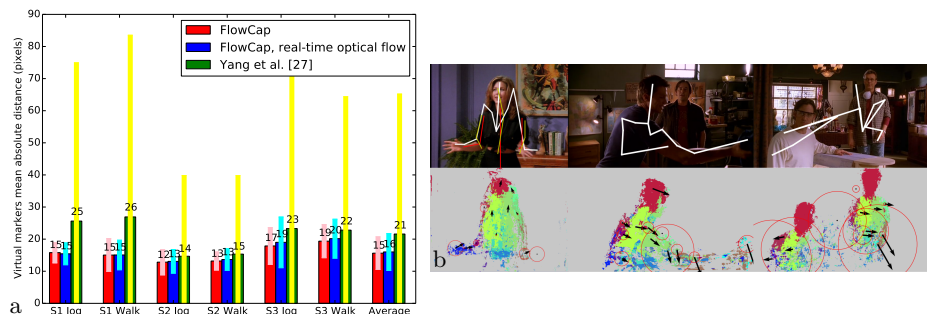 90
80
70
60
50
40
30
20
10
0
Virtual markers mean absolute distance (pixels)
FlowCap
FlowCap, real-time optical flow
Yang et al. [27]
15 15 25
15 15 26
12 13 14
13 13 15
17 19 23
19 20 22
15 16 21
S1 Jog S1 Walk S2 Jog S2 Walk S3 Jog S3 Walk Average
a
b